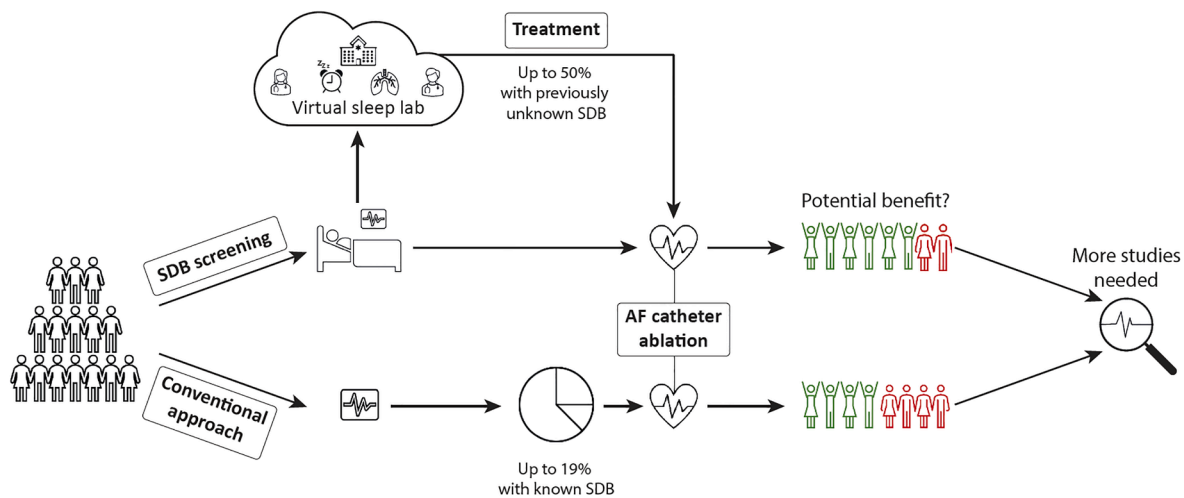 Treatment
zzz
Virtual sleep lab
Up to 50%
with previously
unknown SDB
SDB screening
Potential benefit?
More studies
needed
AF catheter
ablation
Conventional
approach
Up to 19%
with known SDB